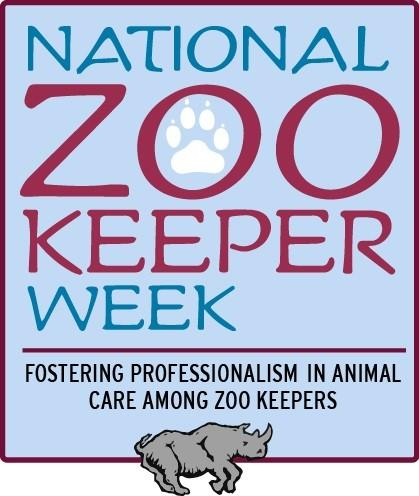 NATIONAL
ZOO
KEEPER
WEEK
FOSTERING PROFESSIONALISM IN ANIMAL
CARE AMONG ZOO KEEPERS